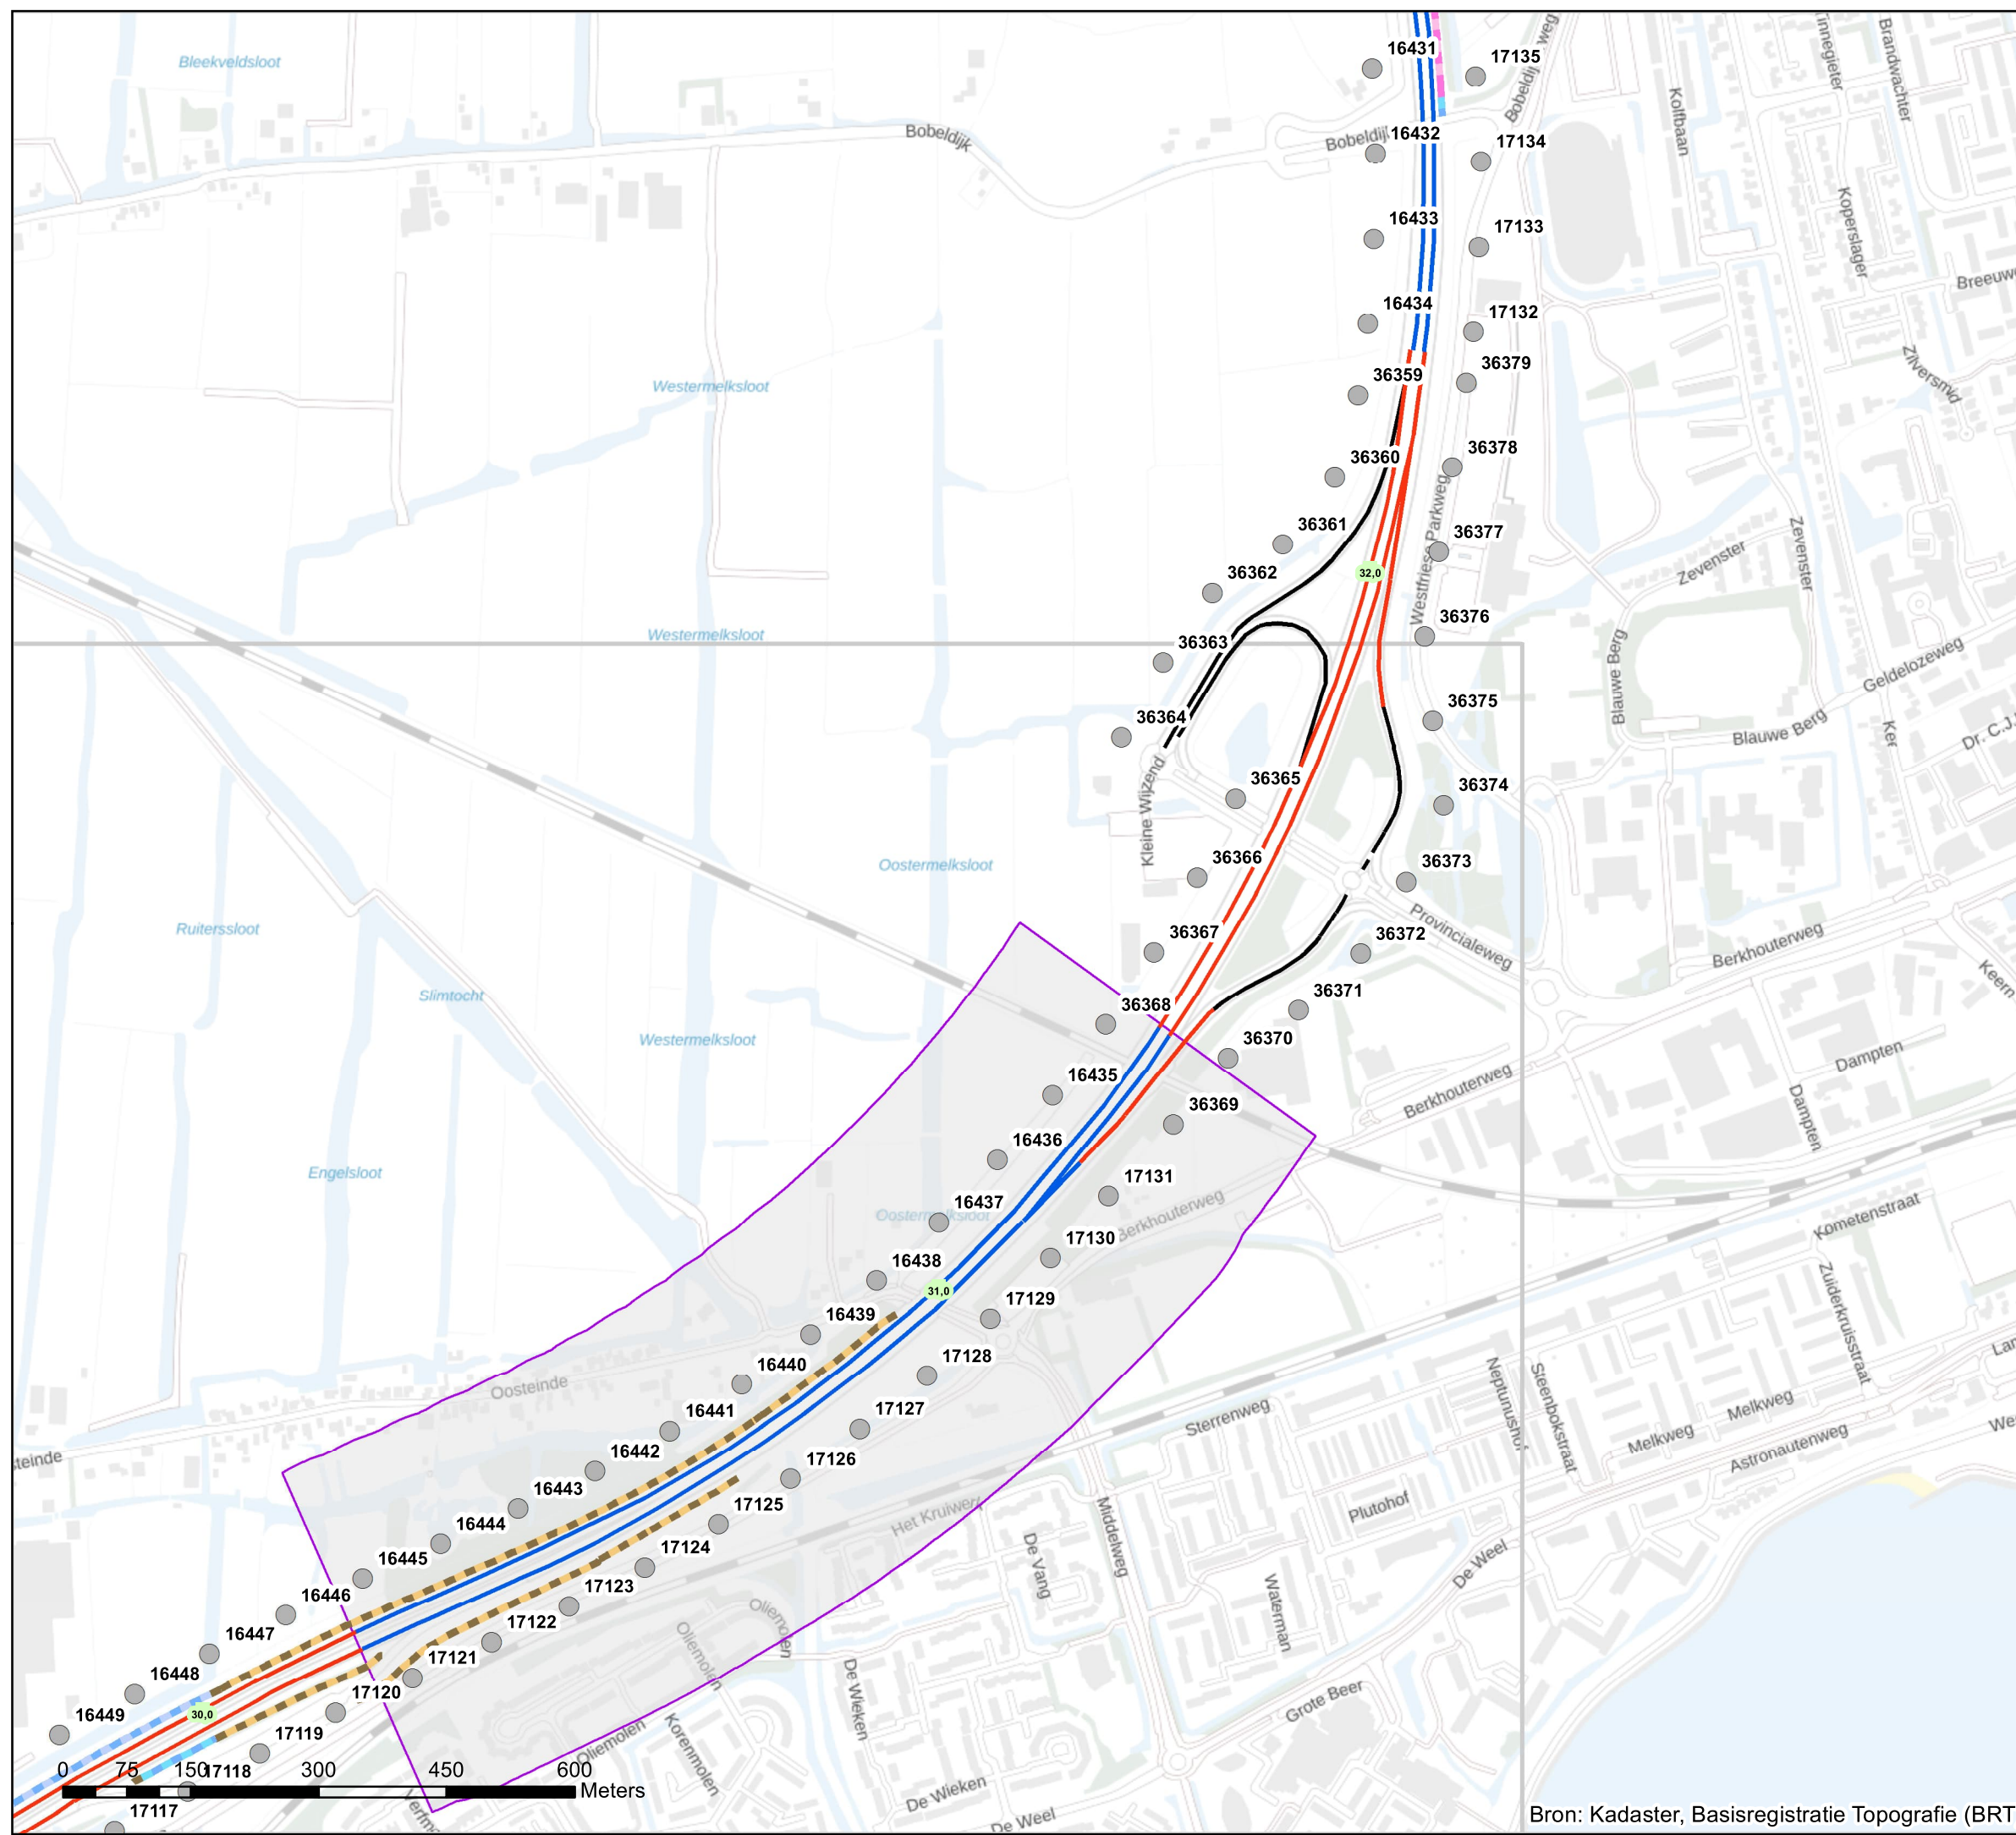 Bleekveldsloot
16431
17135
Bobeldijk
Bobeldij
16432
17134
Kolfbaan
Brandwachter
Koperslager
16433
17133
Breeuw
16434
17132
36359
36379
Zilversmid
Westermelksloot
36360
36378
36361
36377
Westfriese Parkweg
Zevenster
Zevenster
36362
32,0
36376
Westermelksloot
36363
Blauwe Berg
Geldelozeweg
36364
36375
Blauwe Berg
Kee
Dr. C.J.
Kleine Wijzend
36365
36374
Oostermelksloot
36366
36373
Ruiterssloot
36367
36372
Provincialeweg
Berkhouterweg
Keern
Slimtocht
36368
36371
Westermelksloot
36370
Dampten
Dampten
Berkhouterweg
16435
36369
16436
Engelsloot
17131
Berkhouterweg
16437
Kometenstraat
17130
16438
31,0
17129
Zuiderkruisstraat
16439
17128
16440
Oosteinde
Neptunushof
Steenbokstraat
Melkweg
Melkweg
Astronautenweg
16441
17127
Sterrenweg
16442
17126
steinde
16443
17125
Het Kruiwerk
Plutohof
Middelweg
16444
17124
De Vang
De Weel
16445
17123
16446
17122
Oliemolen
Oliemolen
Waterman
16447
17121
16448
17120
De Wieken
Grote Beer
16449
30,0
17119
Oliemolen
Korenmolen
17118
0 75 150 300 450 600
Meters
17117
De Wieken
De Weel
Bron: Kadaster, Basisregistratie Topografie (BRT